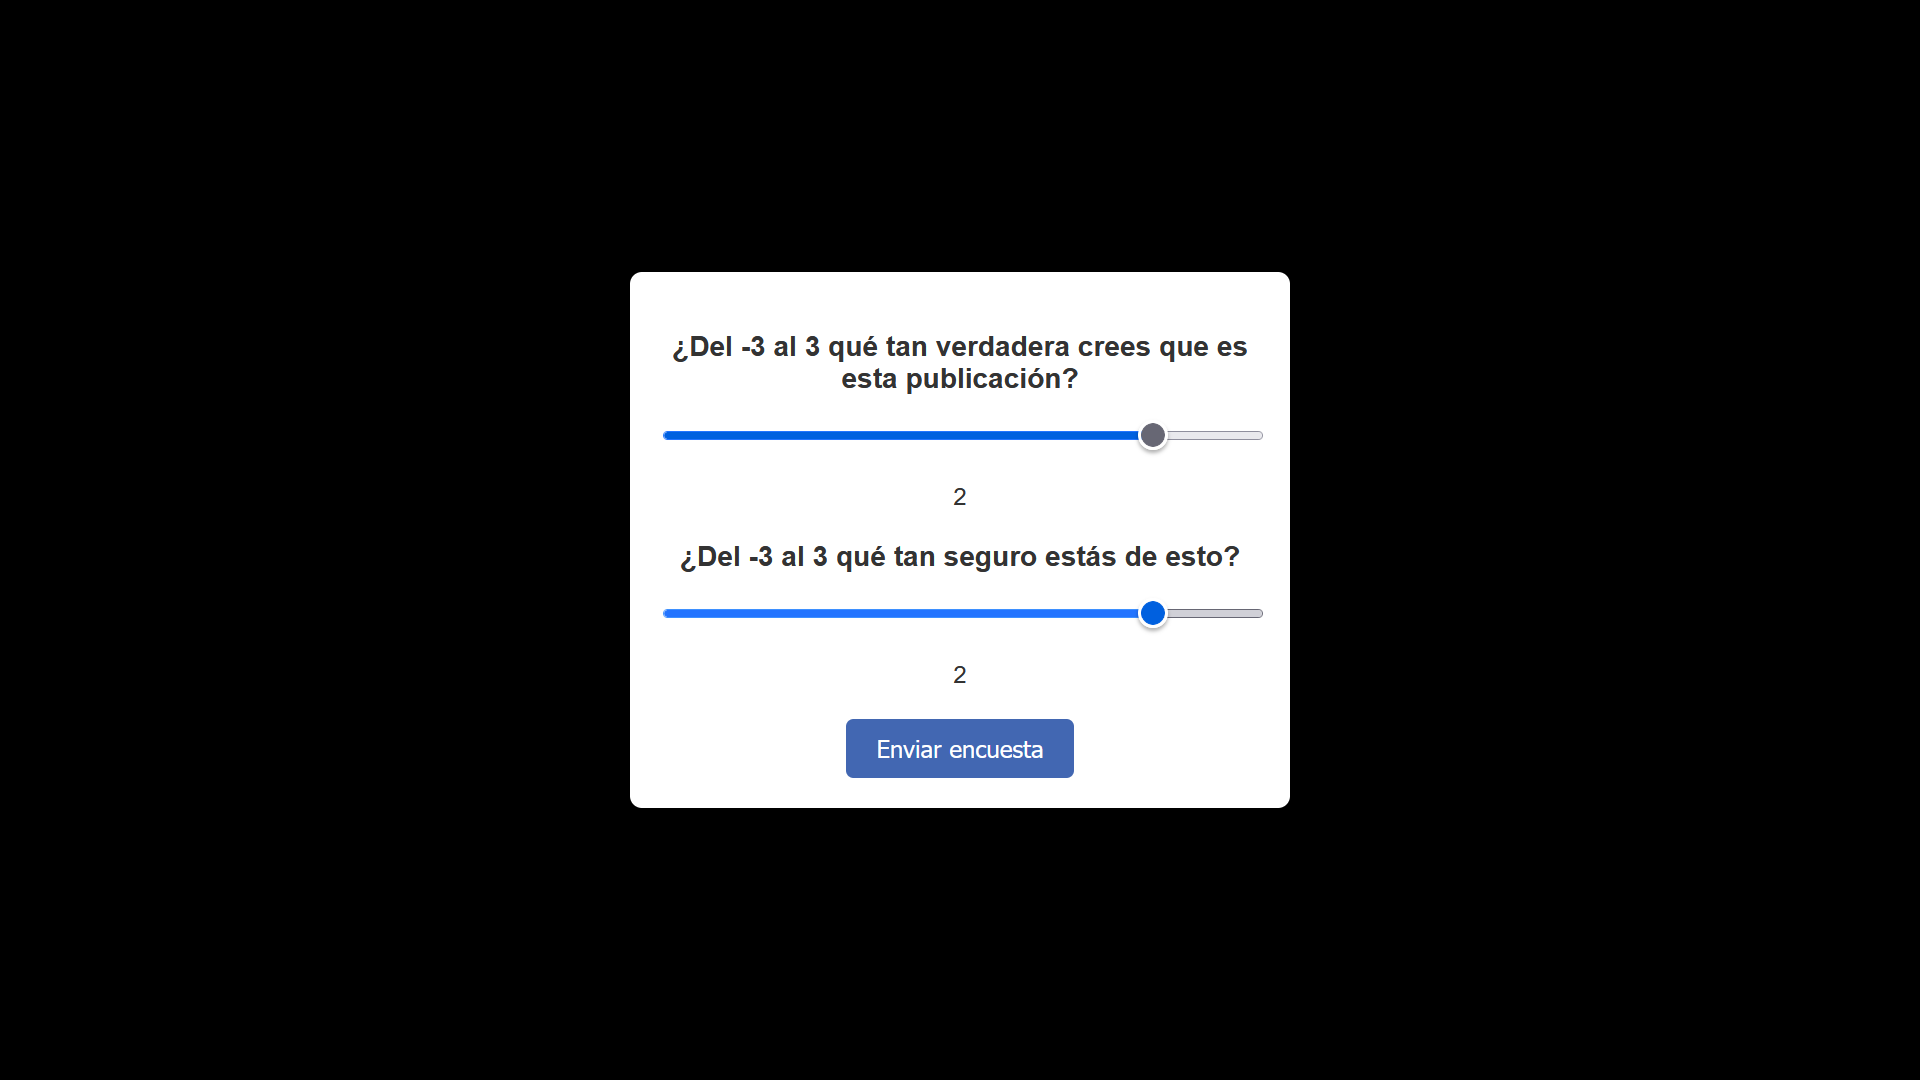 ¿Del -3 al 3 qué tan verdadera crees que es
esta publicación?
2
¿Del -3 al 3 qué tan seguro estás de esto?
2
Enviar encuesta